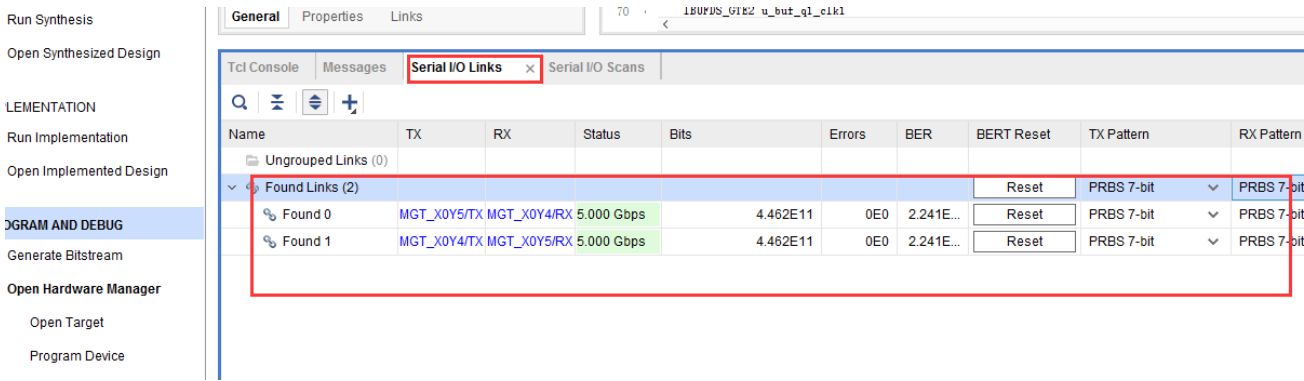 Run Synthesis
Open Synthesized Design
LEMENTATION
Run Implementation
Open Implemented Design
OGRAM AND DEBUG
Generate Bitstream
Open Hardware Manager
Open Target
Program Device
General Properties Links
70 IBUFDS_GTE2 u_buf_q1_clk1
Tcl Console Messages Serial I/O Links × Serial I/O Scans
Name TX RX Status Bits Errors BER BERT Reset TX Pattern RX Pattern
Ungrouped Links (0)
Found Links (2) Reset PRBS 7-bit PRBS 7-bit
Found 0 MGT_X0Y5/TX MGT_X0Y4/RX 5.000 Gbps 4.462E11 0E0 2.241E... Reset PRBS 7-bit PRBS 7-bit
Found 1 MGT_X0Y4/TX MGT_X0Y5/RX 5.000 Gbps 4.462E11 0E0 2.241E... Reset PRBS 7-bit PRBS 7-bit